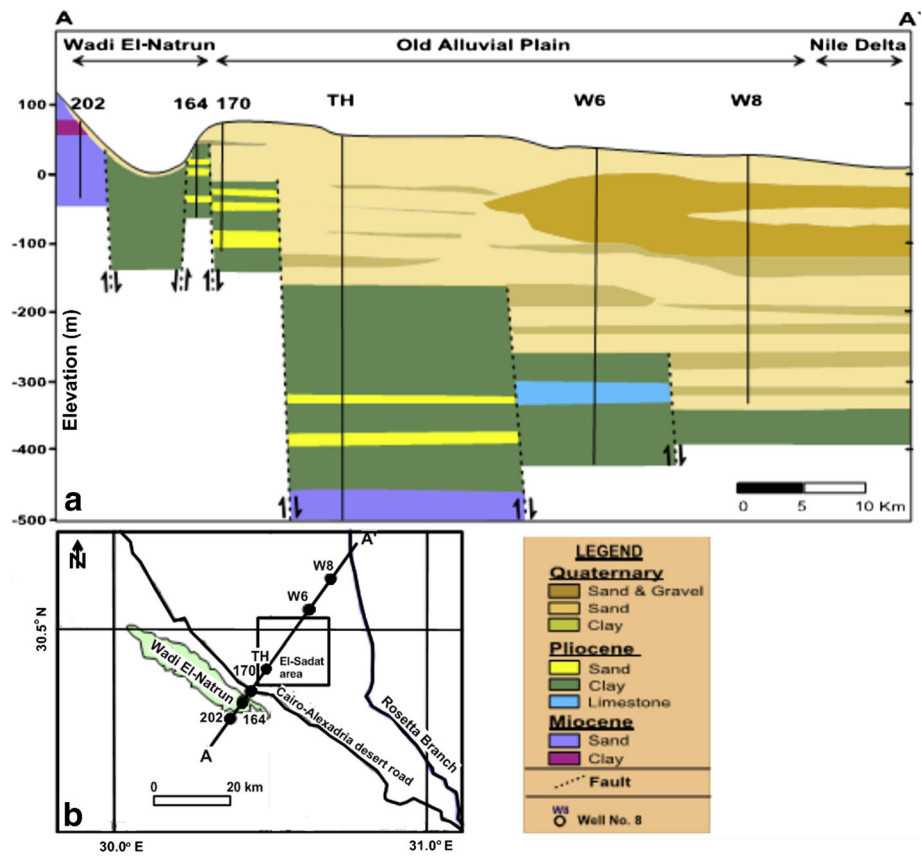 A A`
Wadi El-Natrun Old Alluvial Plain Nile Delta
202 164 170 TH W6 W8
100
0
-100
-200
-300
-400
-500
Elevation (m)
a
0 5 10 Km
N
A'
W8
W6
30.5° N
TH
170
El-Sadat
area
Wadi El-Natrun
202 164
A
Cairo-Alexadria desert road
Rosetta Branch
0 20 km
b
30.0° E 31.0° E
LEGEND
Quaternary
Sand & Gravel
Sand
Clay
Pliocene
Sand
Clay
Limestone
Miocene
Sand
Clay
Fault
W8
Well No. 8